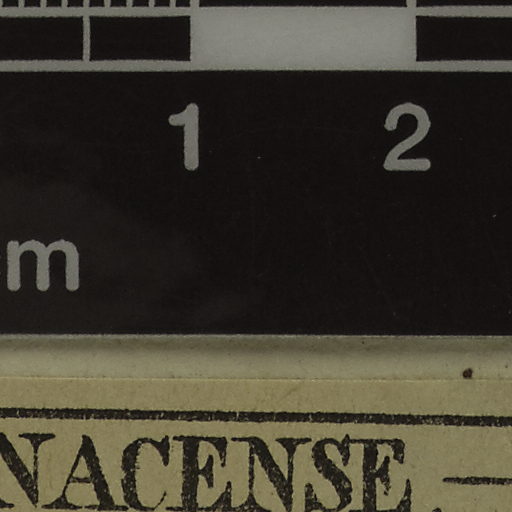 1 2
m
NACENSE. —